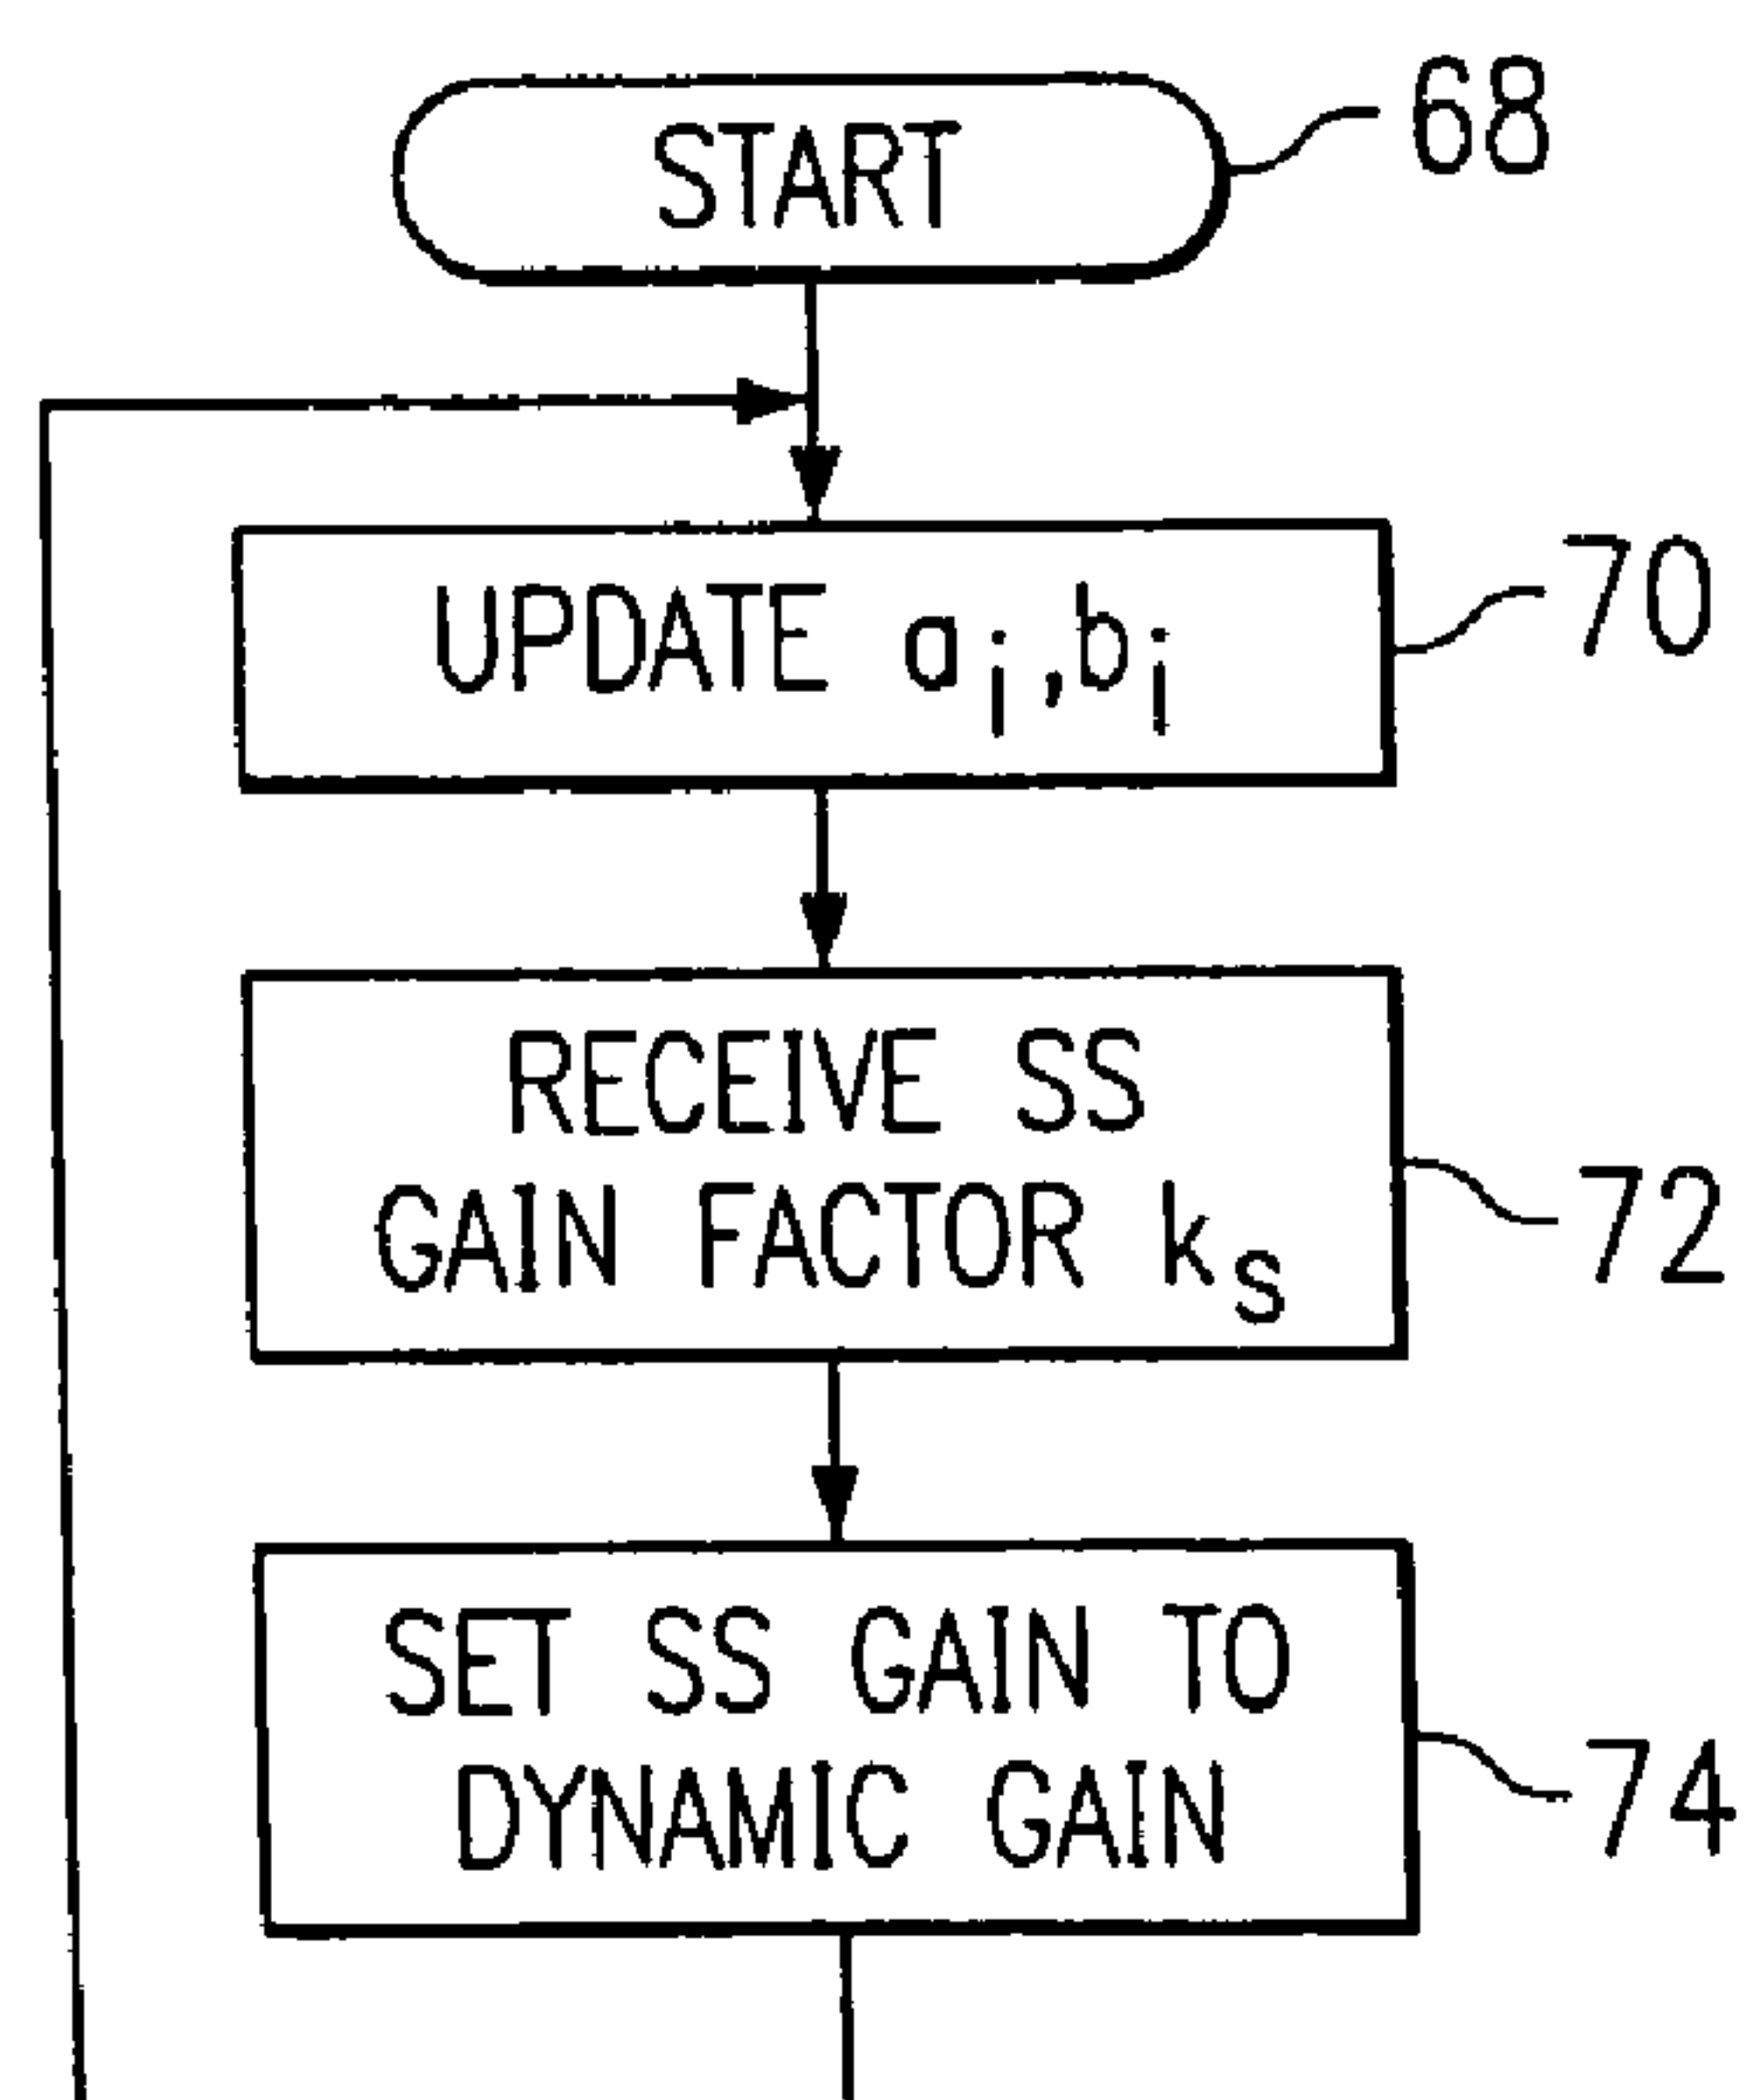 START
68
UPDATE ai,bi
70
RECEIVE SS
GAIN FACTOR ks
72
SET SS GAIN TO
DYNAMIC GAIN
74